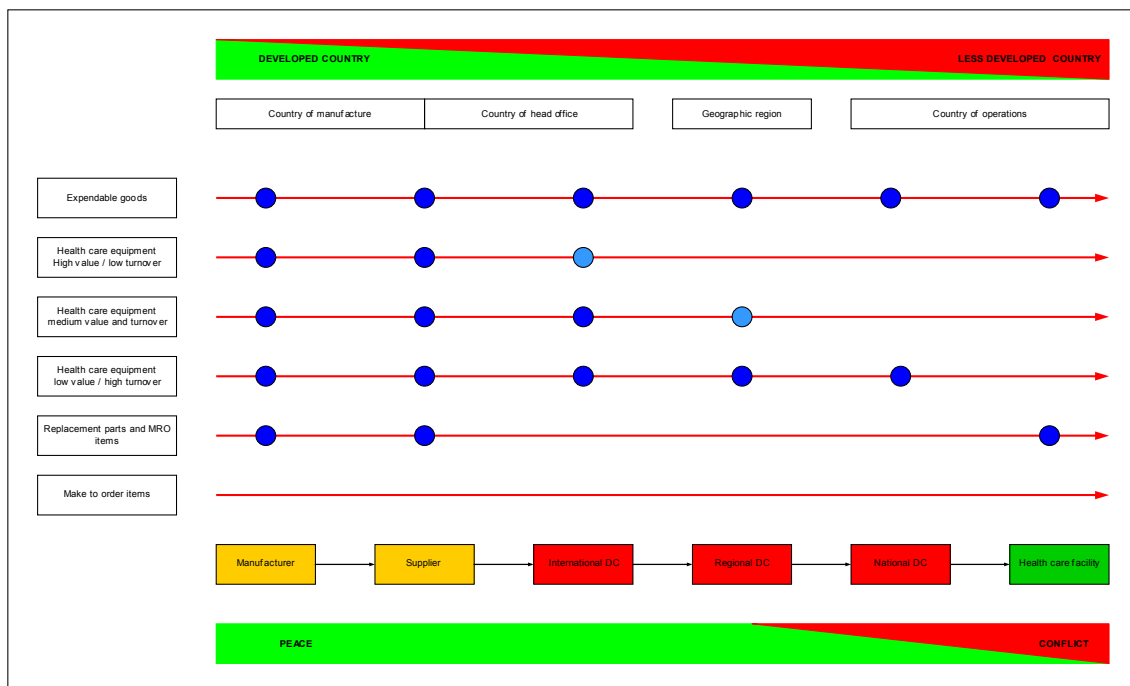 DEVELOPED COUNTRY
LESS DEVELOPED COUNTRY
Country of manufacture
Country of head office
Geographic region
Country of operations
Expendable goods
Health care equipment
High value / low turnover
Health care equipment
medium value and turnover
Health care equipment
low value / high turnover
Replacement parts and MRO
items
Make to order items
Manufacturer
Supplier
International DC
Regional DC
National DC
Health care facility
PEACE
CONFLICT